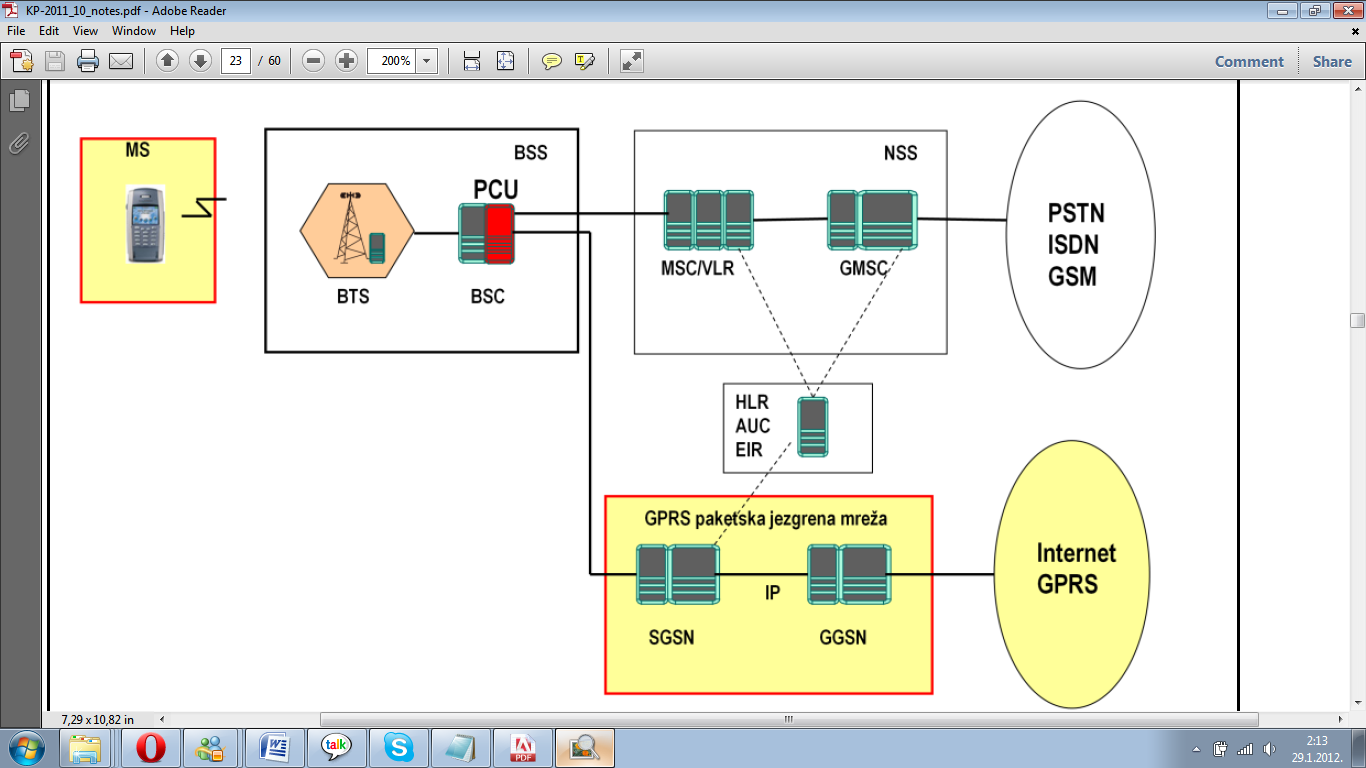 KP-2011_10_notes.pdf - Adobe Reader
File Edit View Window Help
23 / 60 200% Comment Share
MS
BSS
PCU
BTS
BSC
NSS
MSC/VLR
GMSC
PSTN
ISDN
GSM
HLR
AUC
EIR
GPRS paketska jezgrena mreža
IP
SGSN
GGSN
Internet
GPRS
7,29 x 10,82 in
talk
PDF
2:13
29.1.2012.